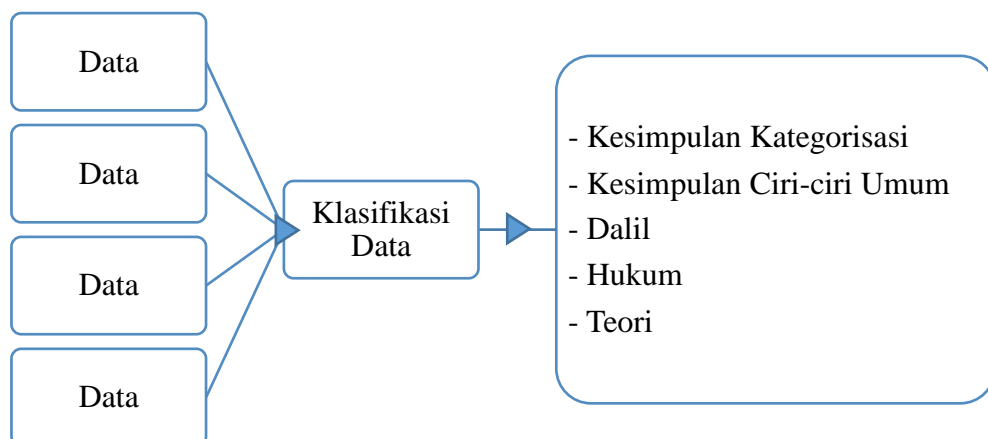 Data
Data
Data
Data
Klasifikasi
Data
- Kesimpulan Kategorisasi
- Kesimpulan Ciri-ciri Umum
- Dalil
- Hukum
- Teori